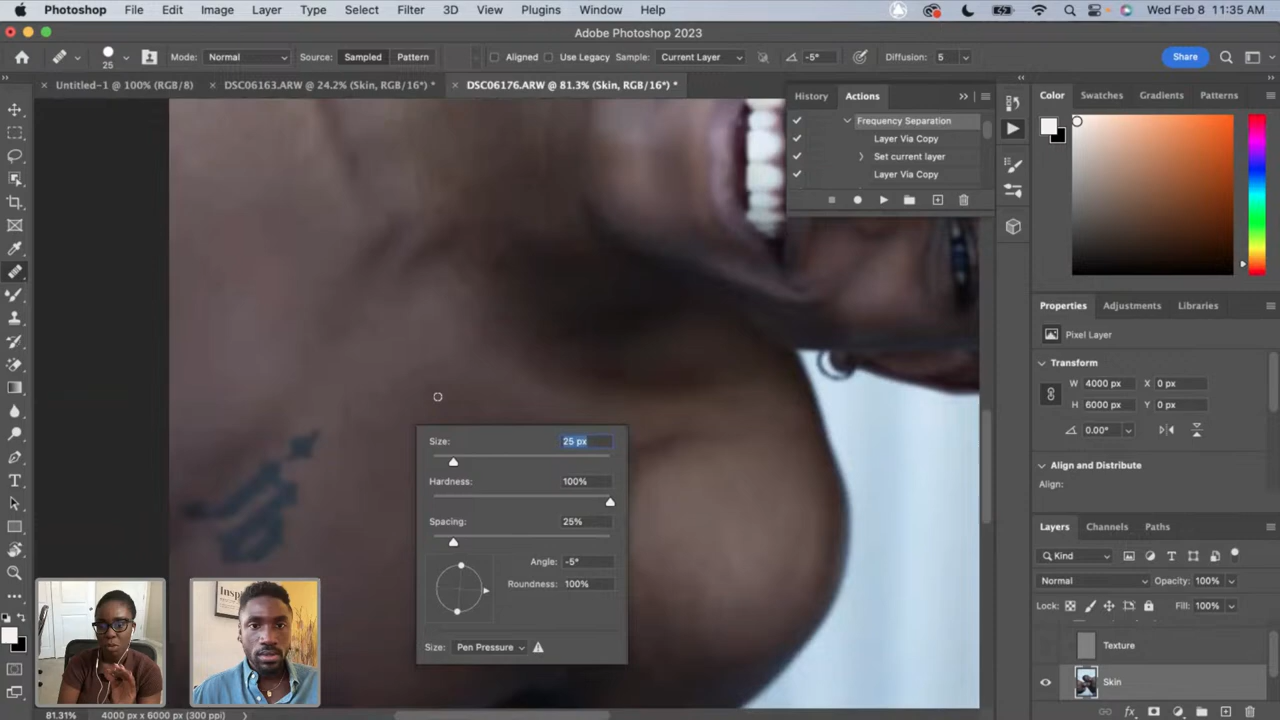 Photoshop File Edit Image Layer Type Select Filter 3D View Plugins Window Help Wed Feb 8 11:35 AM
Adobe Photoshop 2023
25 Mode: Normal Source: Sampled Pattern Aligned Use Legacy Sample: Current Layer -5° Diffusion: 5 Share
Untitled-1 @ 100% (RGB/8) DSC06163.ARW @ 24.2% (Skin, RGB/16*) * DSC06176.ARW @ 81.3% (Skin, RGB/16*) *
History Actions
Color Swatches Gradients Patterns
Frequency Separation
Layer Via Copy
Set current layer
Layer Via Copy
Properties Adjustments Libraries
Pixel Layer
Transform
W 4000 px X 0 px
H 6000 px Y 0 px
0.00°
Align and Distribute
Align:
Size: 25 px
Hardness: 100%
Spacing: 25%
Angle: -5°
Roundness: 100%
Size: Pen Pressure
Layers Channels Paths
Kind
Normal Opacity: 100%
Lock: Fill: 100%
Texture
Skin
81.31% 4000 px x 6000 px (300 ppi)